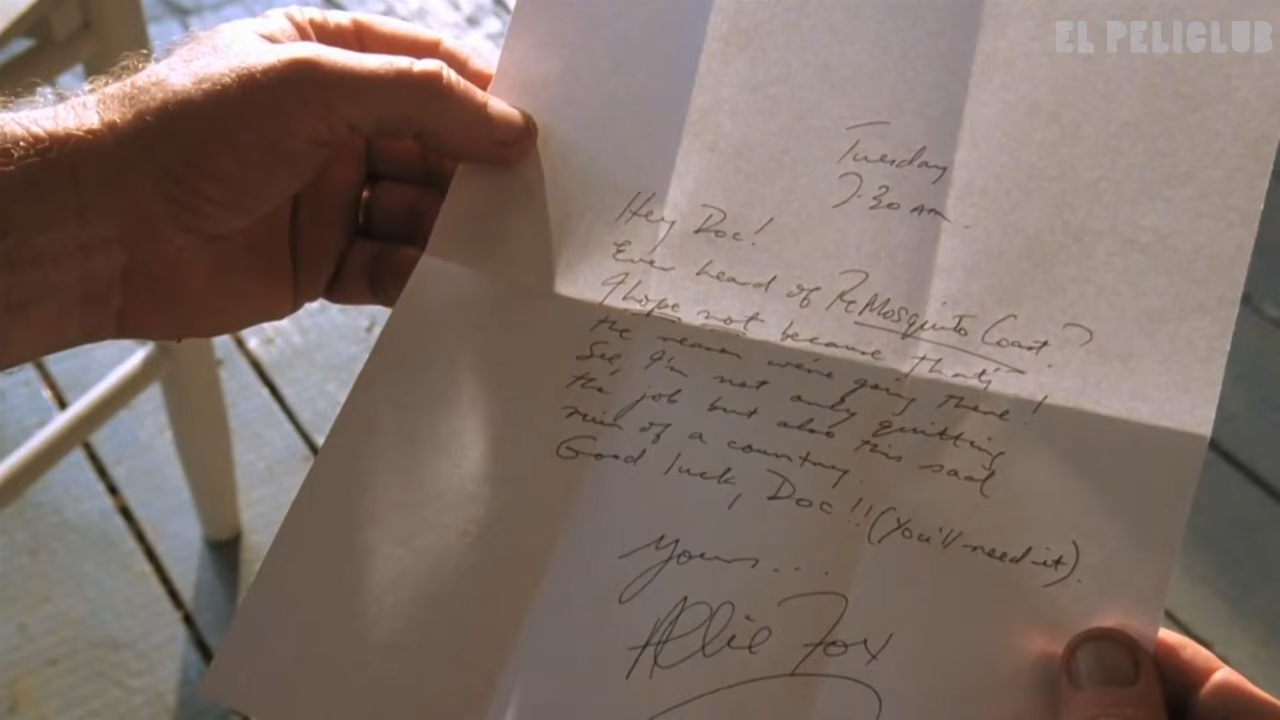 EL PELICLUB
Tuesday
7.30 AM.
Hey Doc!
Ever heard of The Mosquito Coast?
I hope not because that's
the reason we're going there!
See, I'm not only quitting
the job but also this sad
ruin of a country.
Good luck, Doc!! (You'll need it).
Yours...
Allie Fox